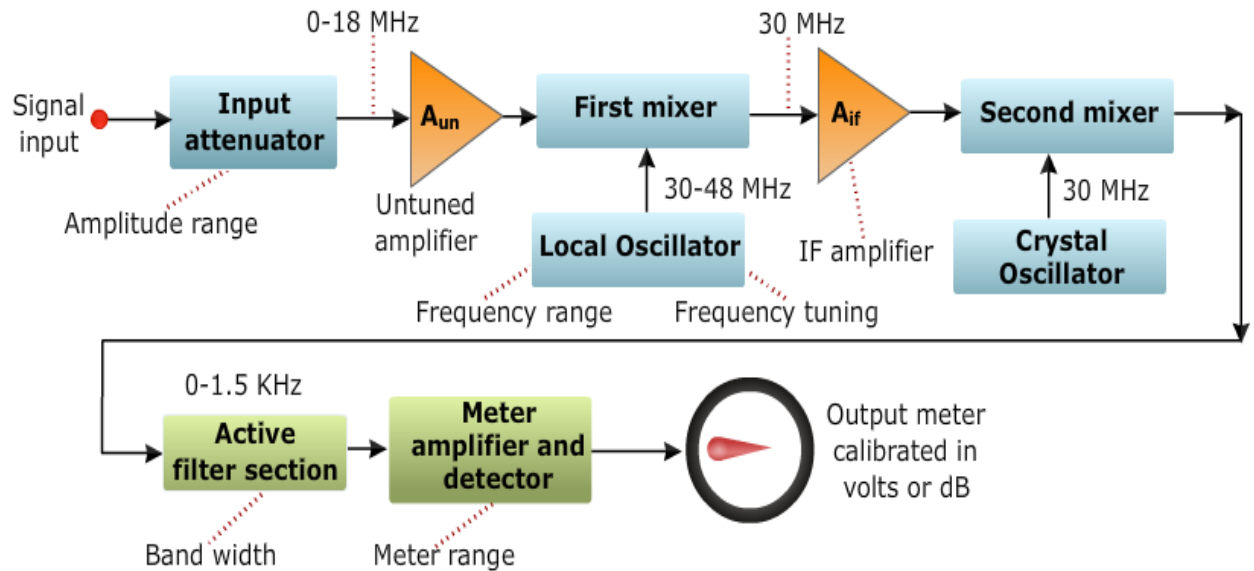 0-18 MHz
30 MHz
Signal
input
Input
attenuator
Aun
First mixer
Aif
Second mixer
Amplitude range
Untuned
amplifier
30-48 MHz
Local Oscillator
IF amplifier
30 MHz
Crystal
Oscillator
Frequency range
Frequency tuning
0-1.5 KHz
Active
filter section
Meter
amplifier and
detector
Output meter
calibrated in
volts or dB
Band width
Meter range